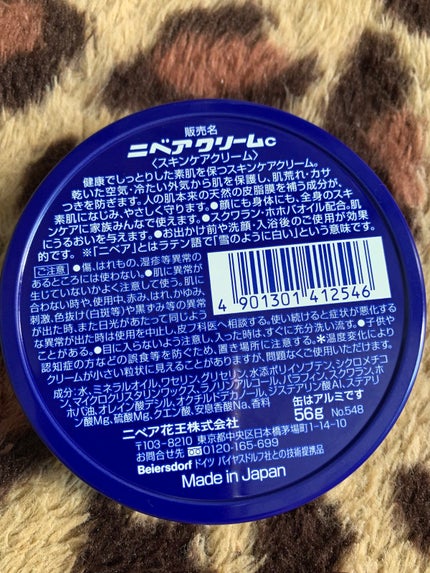 販売名
ニベアクリームc
〈スキンケアクリーム〉
健康でしっとりした素肌を保つスキンケアクリーム。
乾いた空気・冷たい外気から肌を保護し、肌荒れ・カサ
つきを防ぎます。人の肌本来の天然の皮脂膜を補う成分が、
素肌になじみ、やさしく守ります。●顔にも身体にも、全身のスキ
ンケアに家族みんなで使えます。●スクワラン・ホホバオイル配合。肌
にうるおいを与えます。●お出かけ前や洗顔・入浴後のご使用が効果
的です。※「ニベア」とはラテン語で「雪のように白い」という意味です。
ご注意 ●傷、はれもの、湿疹等異常の
あるところには使わない。●肌に異常が
生じていないかよく注意して使う。肌に
合わない時や、使用中、赤み、はれ、かゆみ、
刺激、色抜け(白斑等)や黒ずみ等の異常
が出た時、また日光があたって同じよう
な異常が出た時は使用を中止し、皮フ科医へ相談する。使い続けると症状が悪化する
ことがある。●目に入らないよう注意し、入った時は、すぐに充分洗い流す。●子供や
認知症の方などの誤食等を防ぐため、置き場所に注意する。＊温度変化により
クリームが小さい粒状に見えることがありますが、問題なくご使用いただけます。
4 901301 412546
成分：水、ミネラルオイル、ワセリン、グリセリン、水添ポリイソブテン、シクロメチコ
ン、マイクロクリスタリンワックス、ラノリンアルコール、パラフィン、スクワラン、ホ
ホバ油、オレイン酸デシル、オクチルドデカノール、ジステアリン酸Al、ステアリ
ン酸Mg、硫酸Mg、クエン酸、安息香酸Na、香料
缶はアルミです
56g No.548
ニベア花王株式会社
〒103-8210 東京都中央区日本橋茅場町1-14-10
お問合せ先 0120-165-699
Beiersdorf ドイツ バイヤスドルフ社との技術提携品
Made in Japan